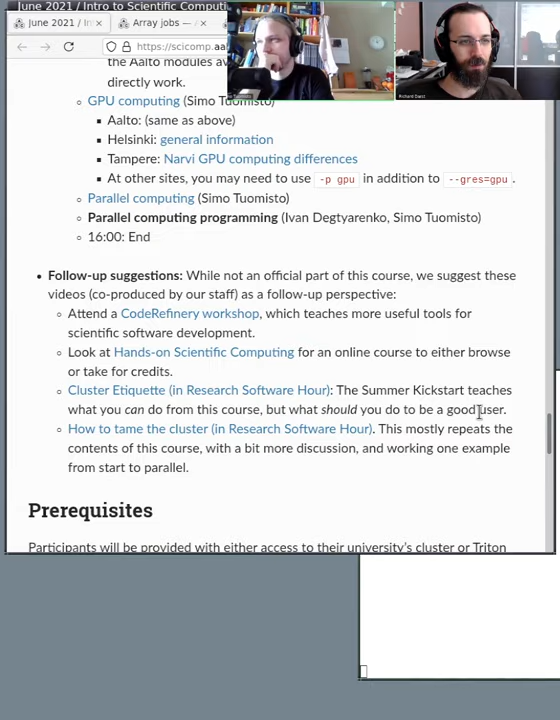 June 2021 / Intro to Scientific Computi
June 2021 / In
Array jobs —
https://scicomp.aa
the Aalto modules av
directly work.
GPU computing (Simo Tuomisto)
Aalto: (same as above)
Helsinki: general information
Tampere: Narvi GPU computing differences
At other sites, you may need to use -p gpu in addition to --gres=gpu .
Parallel computing (Simo Tuomisto)
Parallel computing programming (Ivan Degtyarenko, Simo Tuomisto)
16:00: End
Follow-up suggestions: While not an official part of this course, we suggest these
videos (co-produced by our staff) as a follow-up perspective:
Attend a CodeRefinery workshop, which teaches more useful tools for
scientific software development.
Look at Hands-on Scientific Computing for an online course to either browse
or take for credits.
Cluster Etiquette (in Research Software Hour): The Summer Kickstart teaches
what you can do from this course, but what should you do to be a good user.
How to tame the cluster (in Research Software Hour). This mostly repeats the
contents of this course, with a bit more discussion, and working one example
from start to parallel.
Prerequisites
Participants will be provided with either access to their university's cluster or Triton